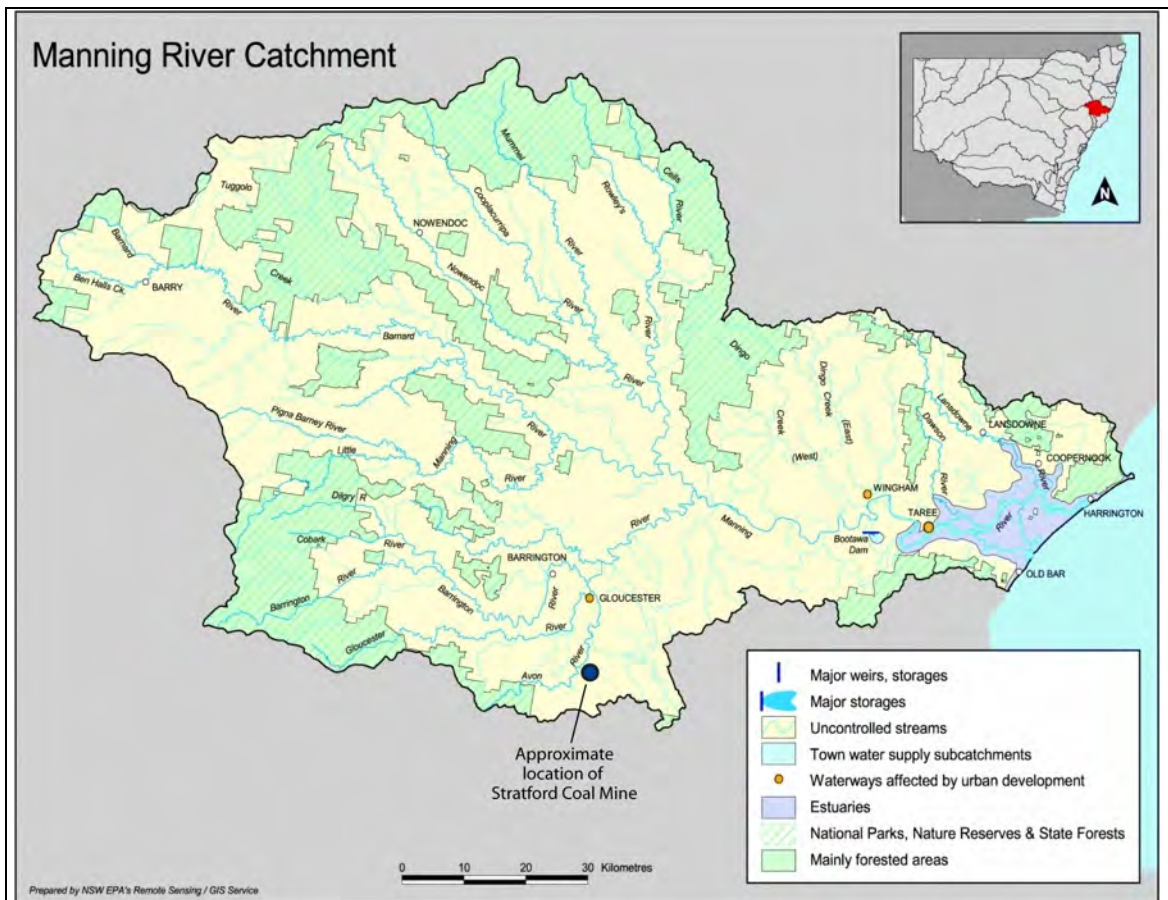 Manning River Catchment
N
Mummel
River
Cells
River
Rowley's
River
Cooplacurnpa
River
Tuggolo
Creek
NOWENDOC
Nowendoc
River
Barnard
Ben Halls Ck.
BARRY
River
Barnard
River
Dingo
Creek
(West)
Dingo Creek
(East)
Lansdowne
LANSDOWNE
Dawson
River
COOPERNOOK
River
Pigna Barney River
Little
Manning
River
Dilgry R
WINGHAM
TAREE
River
HARRINGTON
Cobark
River
BARRINGTON
River
Manning
Bootawa
Dam
OLD BAR
Barrington
River
Barrington
River
GLOUCESTER
Gloucester
River
Avon
River
Approximate
location of
Stratford Coal Mine
Major weirs, storages
Major storages
Uncontrolled streams
Town water supply subcatchments
Waterways affected by urban development
Estuaries
National Parks, Nature Reserves & State Forests
Mainly forested areas
0 10 20 30 Kilometres
Prepared by NSW EPA's Remote Sensing / GIS Service